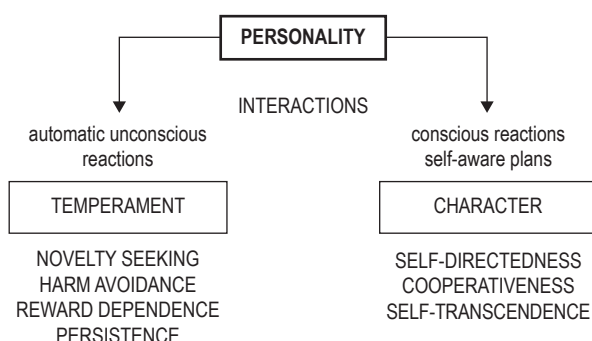 PERSONALITY
INTERACTIONS
automatic unconscious
reactions
TEMPERAMENT
NOVELTY SEEKING
HARM AVOIDANCE
REWARD DEPENDENCE
PERSISTENCE
conscious reactions
self-aware plans
CHARACTER
SELF-DIRECTEDNESS
COOPERATIVENESS
SELF-TRANSCENDENCE